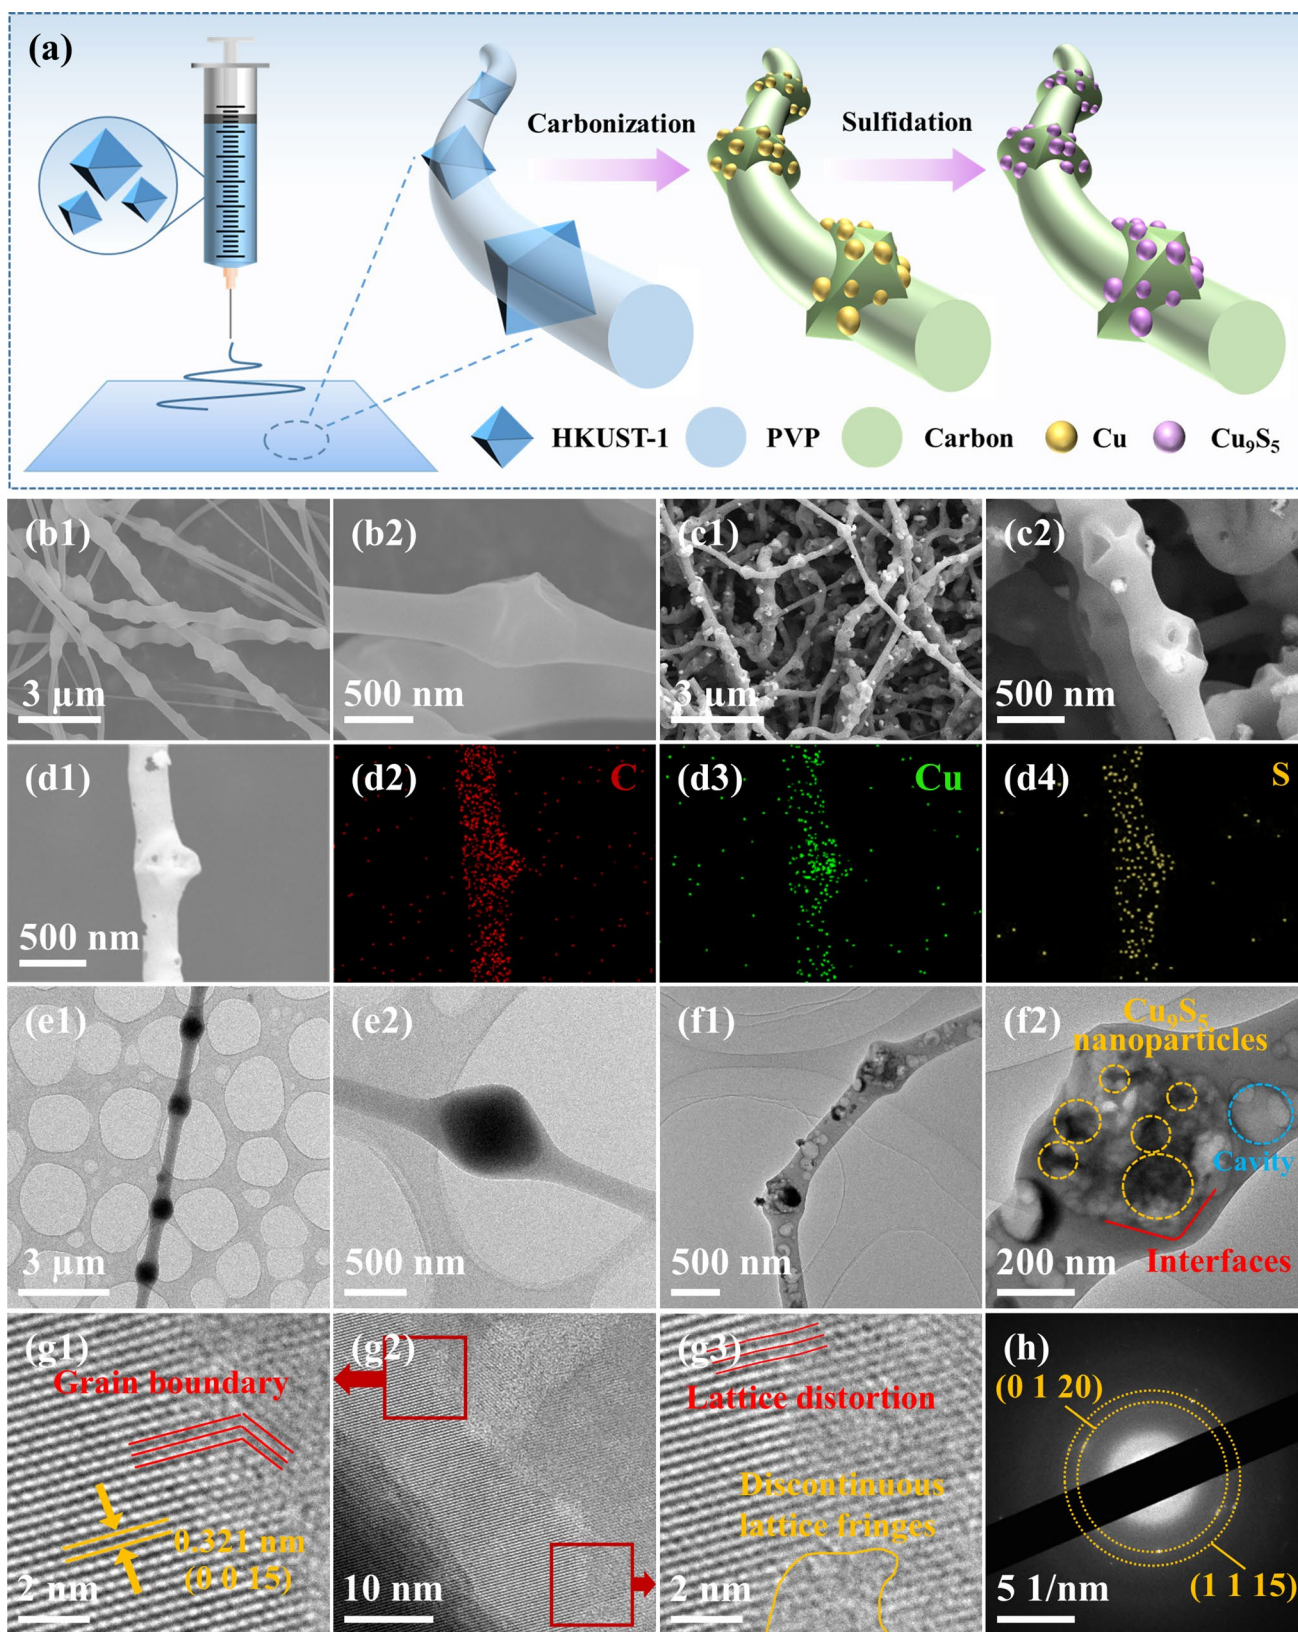 (a)
Carbonization
Sulfidation
HKUST-1
PVP
Carbon
Cu
Cu₉S₅
(b1)
3 μm
(b2)
500 nm
(c1)
3 μm
(c2)
500 nm
(d1)
500 nm
(d2)
C
(d3)
Cu
(d4)
S
(e1)
3 μm
(e2)
500 nm
(f1)
500 nm
(f2)
Cu₉S₅
nanoparticles
Cavity
Interfaces
200 nm
(g1)
Grain boundary
0.321 nm
(0 0 15)
2 nm
(g2)
10 nm
(g3)
Lattice distortion
Discontinuous
lattice fringes
2 nm
(h)
(0 1 20)
(1 1 15)
5 1/nm